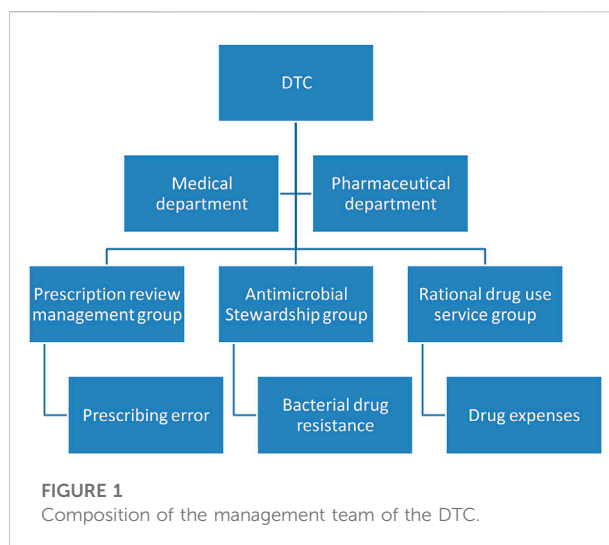 DTC
Medical
department
Pharmaceutical
department
Prescription review
management group
Antimicrobial
Stewardship group
Rational drug use
service group
Prescribing error
Bacterial drug
resistance
Drug expenses
FIGURE 1
Composition of the management team of the DTC.